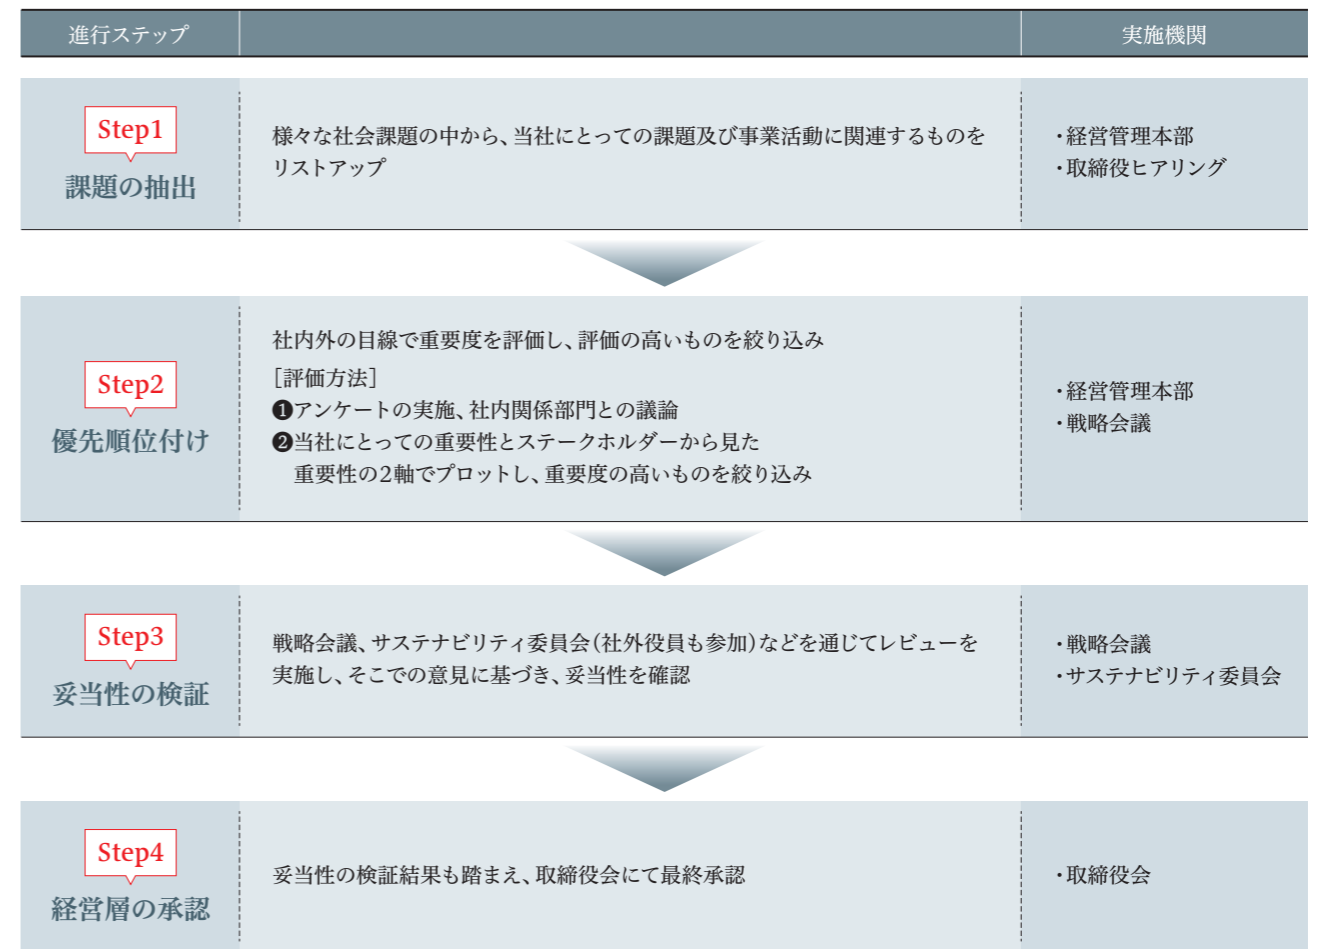 進行ステップ
実施機関
Step1
課題の抽出
様々な社会課題の中から、当社にとっての課題及び事業活動に関連するものを
リストアップ
・経営管理本部
・取締役ヒアリング
Step2
優先順位付け
社内外の目線で重要度を評価し、評価の高いものを絞り込み
［評価方法］
❶アンケートの実施、社内関係部門との議論
❷当社にとっての重要性とステークホルダーから見た
重要性の2軸でプロットし、重要度の高いものを絞り込み
・経営管理本部
・戦略会議
Step3
妥当性の検証
戦略会議、サステナビリティ委員会（社外役員も参加）などを通じてレビューを
実施し、そこでの意見に基づき、妥当性を確認
・戦略会議
・サステナビリティ委員会
Step4
経営層の承認
妥当性の検証結果も踏まえ、取締役会にて最終承認
・取締役会